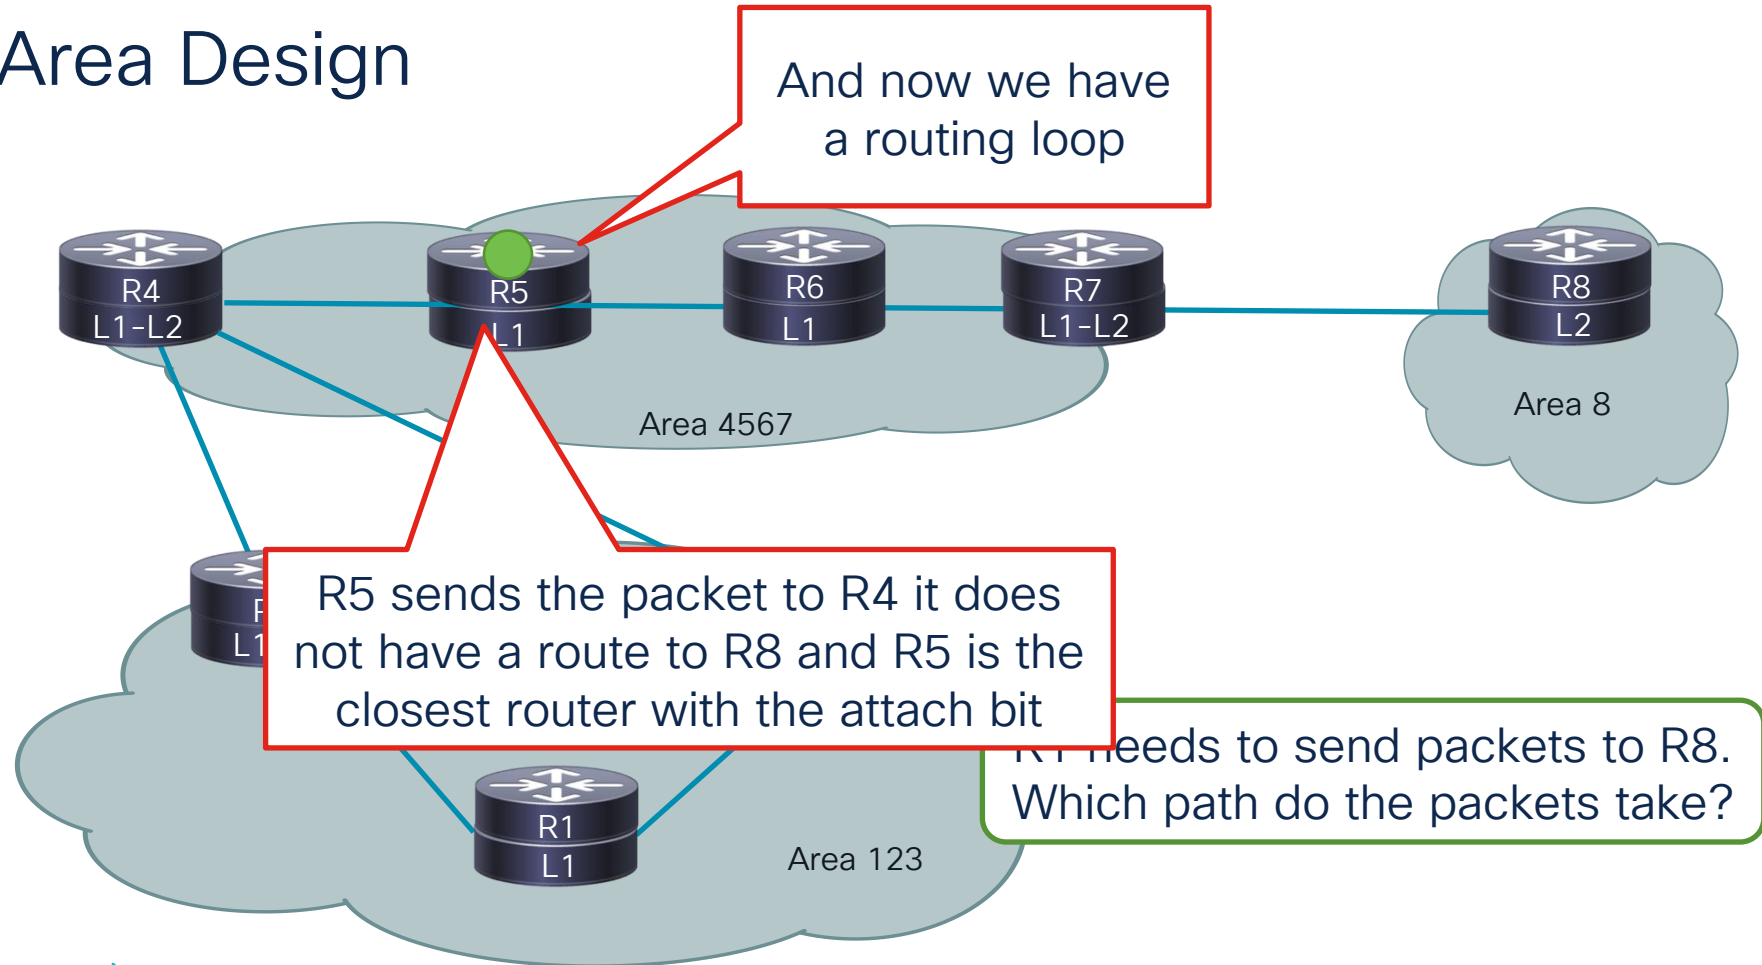 Area Design
And now we have
a routing loop
R4
L1-L2
R5
L1
R6
L1
R7
L1-L2
R8
L2
Area 4567
Area 8
R5 sends the packet to R4 it does
not have a route to R8 and R5 is the
closest router with the attach bit
needs to send packets to R8.
Which path do the packets take?
R1
L1
Area 123